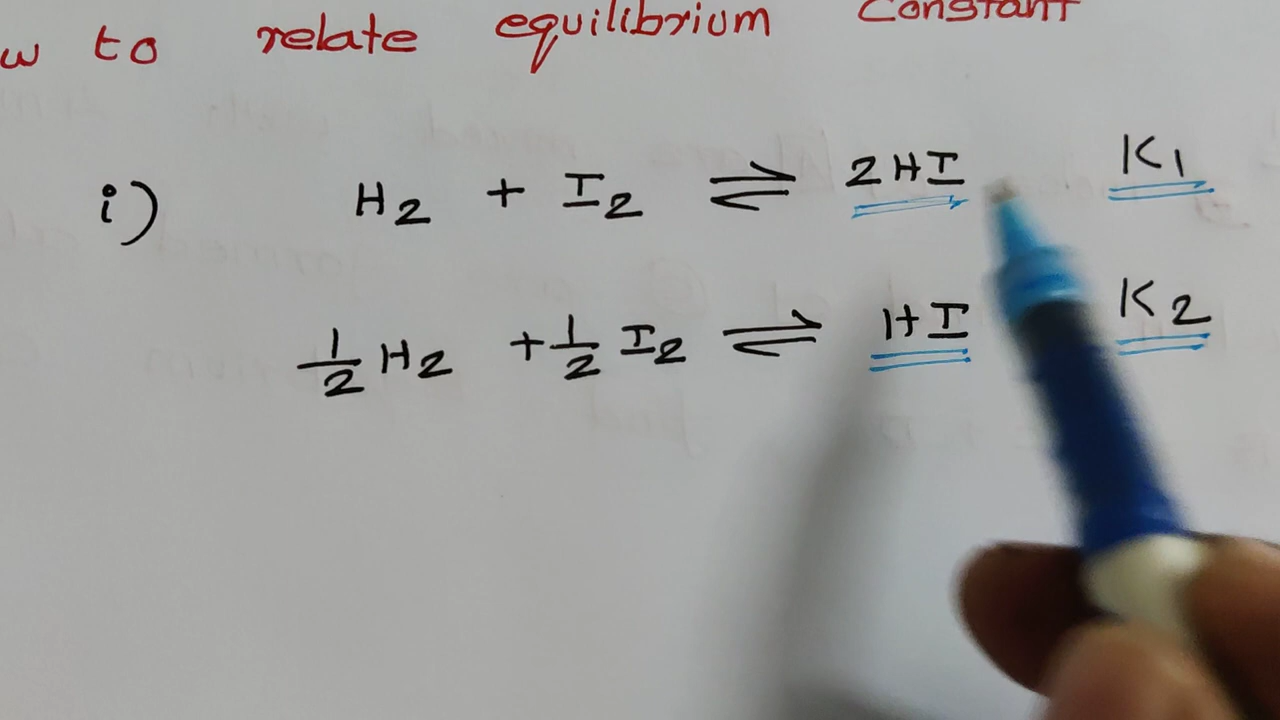 w to relate equilibrium constant
i) H₂ + I₂ ⇌ 2HI K₁
½ H₂ + ½ I₂ ⇌ HI K₂